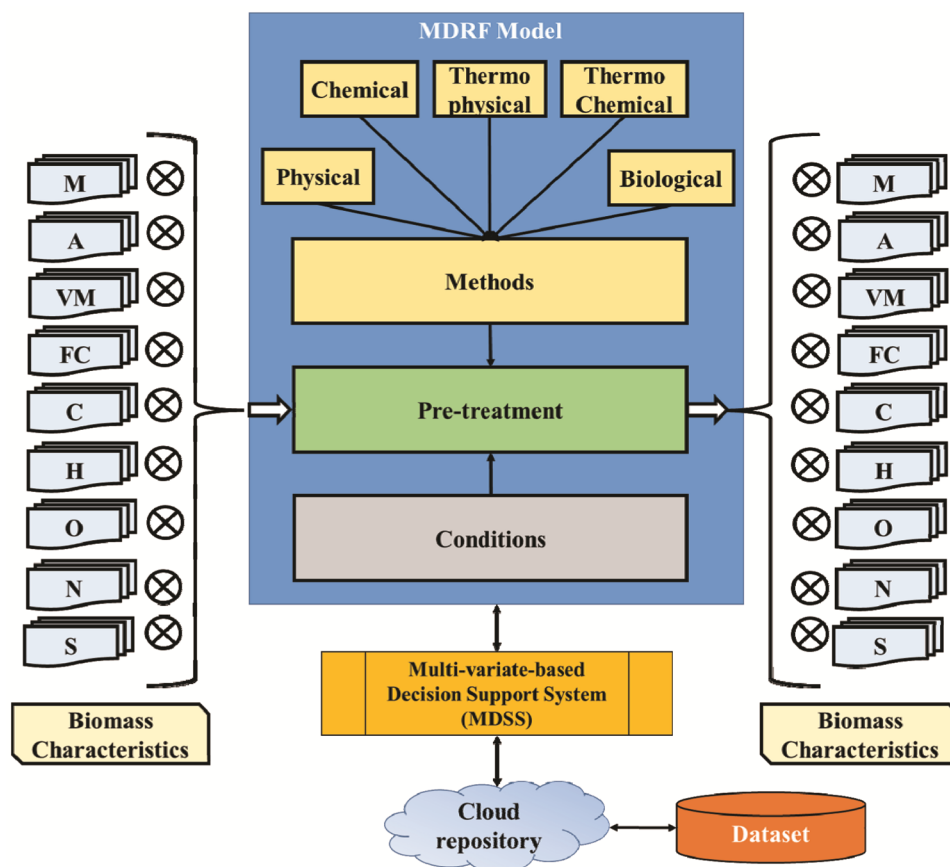 MDRF Model
Chemical
Thermo
physical
Thermo
Chemical
Physical
Biological
Methods
Pre-treatment
Conditions
M
A
VM
FC
C
H
O
N
S
Biomass
Characteristics
M
A
VM
FC
C
H
O
N
S
Biomass
Characteristics
Multi-variate-based
Decision Support System
(MDSS)
Cloud
repository
Dataset